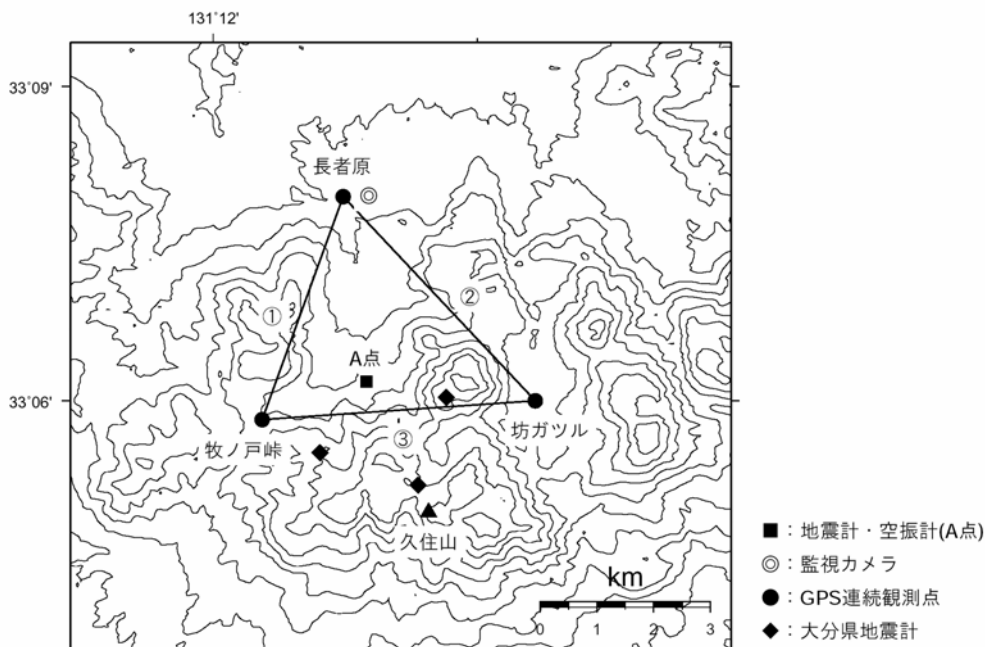 131°12'
33°09'
長者原
①
②
A点
33°06'
坊ガツル
牧ノ戸峠
③
久住山
km
0 1 2 3
■：地震計・空振計(A点)
◎：監視カメラ
●：GPS連続観測点
◆：大分県地震計